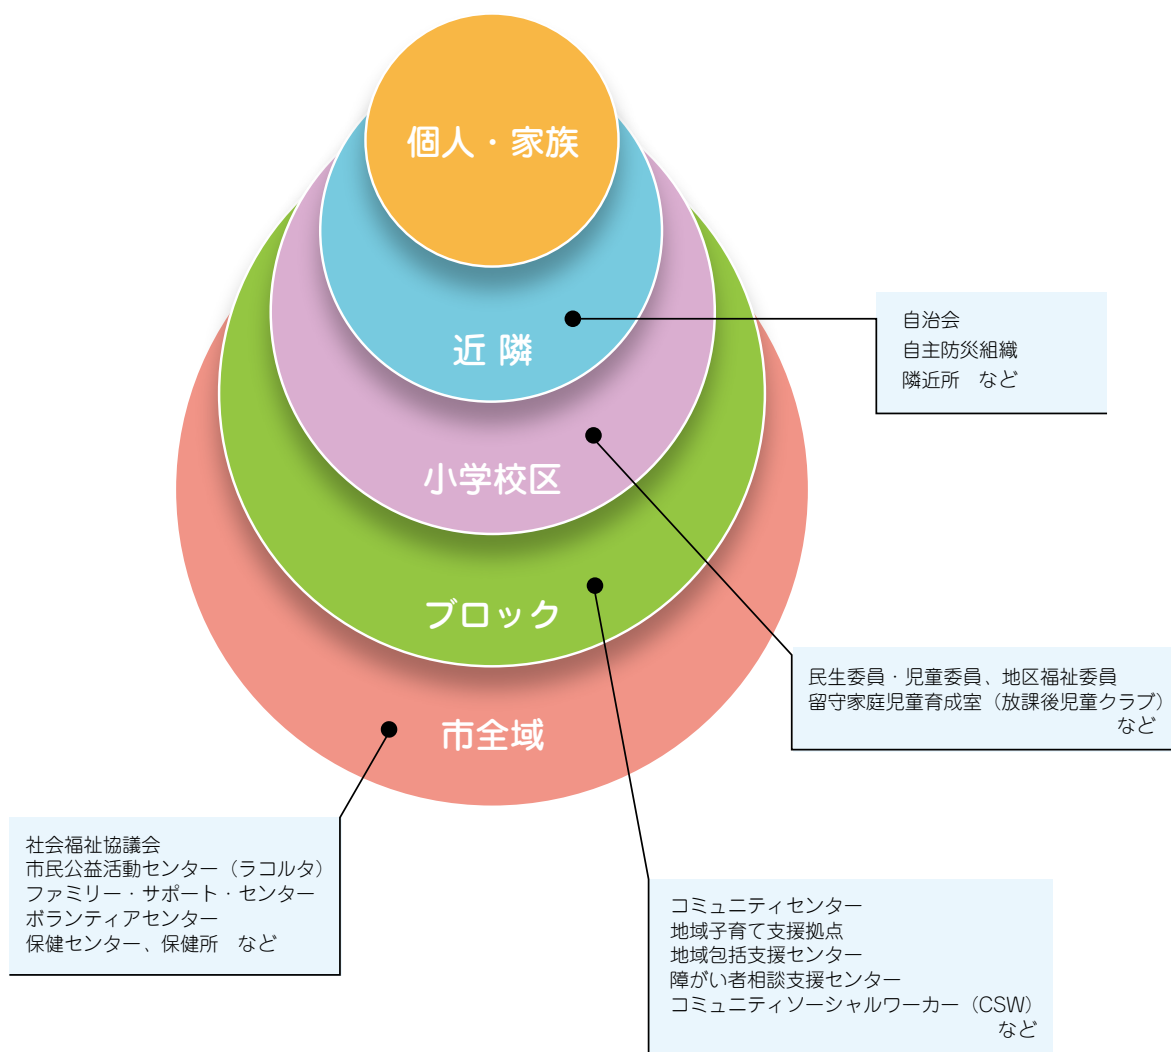 個人・家族
近 隣
自治会
自主防災組織
隣近所　など
小学校区
民生委員・児童委員、地区福祉委員
留守家庭児童育成室（放課後児童クラブ）
など
ブロック
コミュニティセンター
地域子育て支援拠点
地域包括支援センター
障がい者相談支援センター
コミュニティソーシャルワーカー（CSW）
など
市全域
社会福祉協議会
市民公益活動センター（ラコルタ）
ファミリー・サポート・センター
ボランティアセンター
保健センター、保健所　など